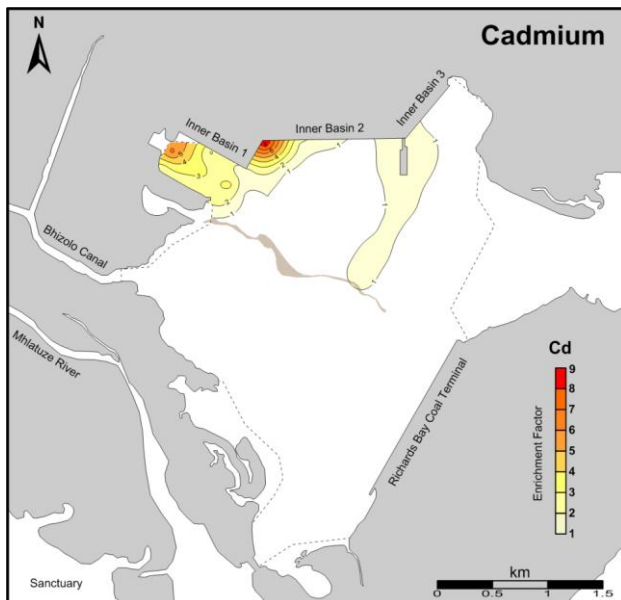 N
Cadmium
Inner Basin 1
Inner Basin 2
Inner Basin 3
Bhizolo Canal
Mhlatuze River
Richards Bay Coal Terminal
Sanctuary
Cd
Enrichment Factor
9
8
7
6
5
4
3
2
1
km
0 0.5 1 1.5